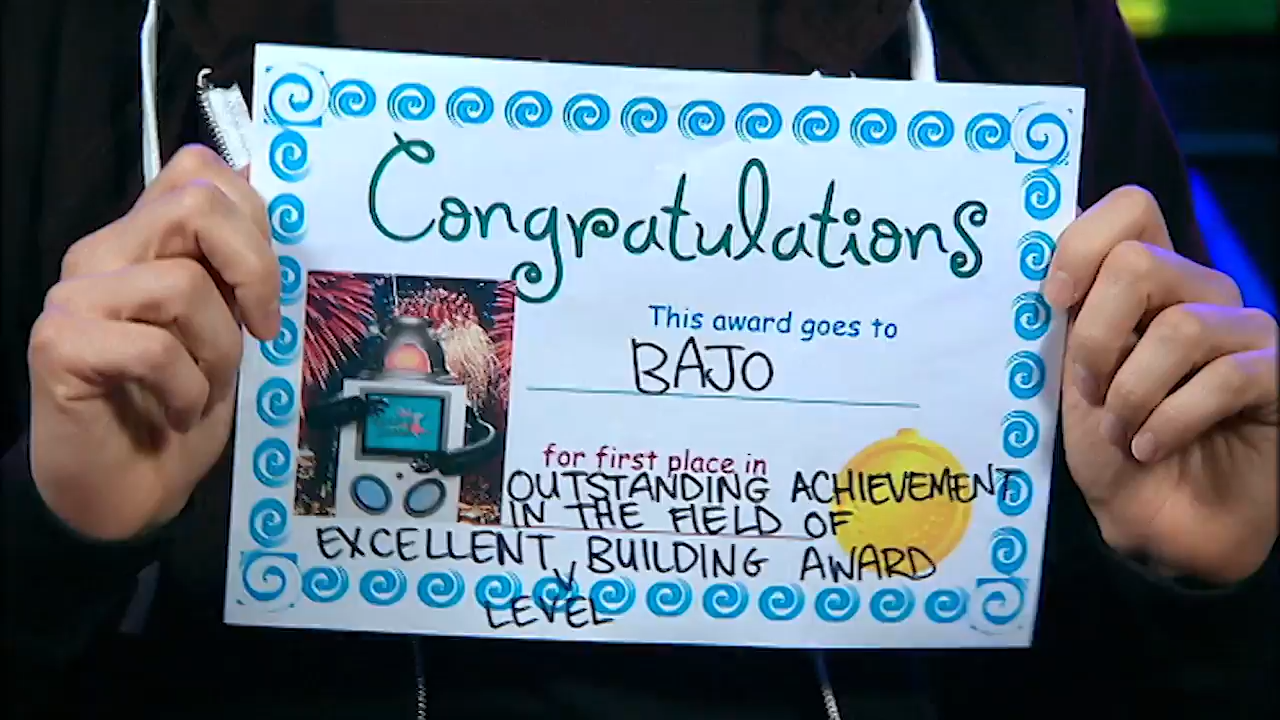 Congratulations
This award goes to
BAJO
for first place in
OUTSTANDING ACHIEVEMENT
IN THE FIELD OF
EXCELLENT BUILDING AWARD
V
LEVEL